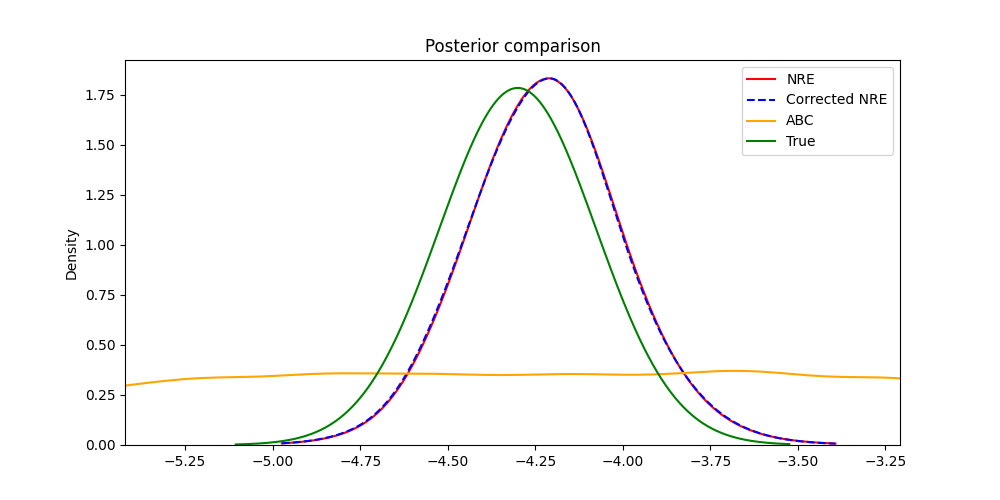 Posterior comparison
NRE
Corrected NRE
ABC
True
Density
1.75
1.50
1.25
1.00
0.75
0.50
0.25
0.00
−5.25
−5.00
−4.75
−4.50
−4.25
−4.00
−3.75
−3.50
−3.25